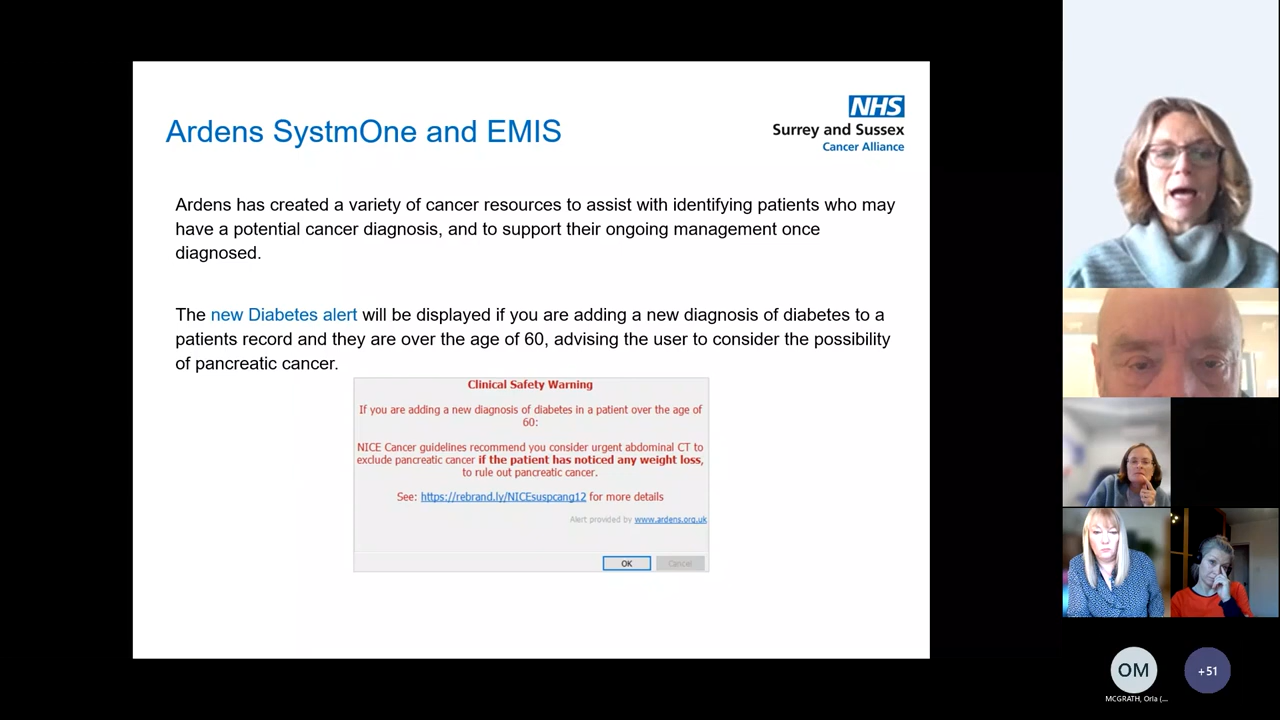 Ardens SystmOne and EMIS
NHS
Surrey and Sussex
Cancer Alliance
Ardens has created a variety of cancer resources to assist with identifying patients who may
have a potential cancer diagnosis, and to support their ongoing management once
diagnosed.
The new Diabetes alert will be displayed if you are adding a new diagnosis of diabetes to a
patients record and they are over the age of 60, advising the user to consider the possibility
of pancreatic cancer.
Clinical Safety Warning
If you are adding a new diagnosis of diabetes in a patient over the age of
60:
NICE Cancer guidelines recommend you consider urgent abdominal CT to
exclude pancreatic cancer if the patient has noticed any weight loss,
to rule out pancreatic cancer.
See: https://rebrand.ly/NICEsuspcang12 for more details
Alert provided by www.ardens.org.uk
OK Cancel
OM
+51
MCGRATH, Orla (...